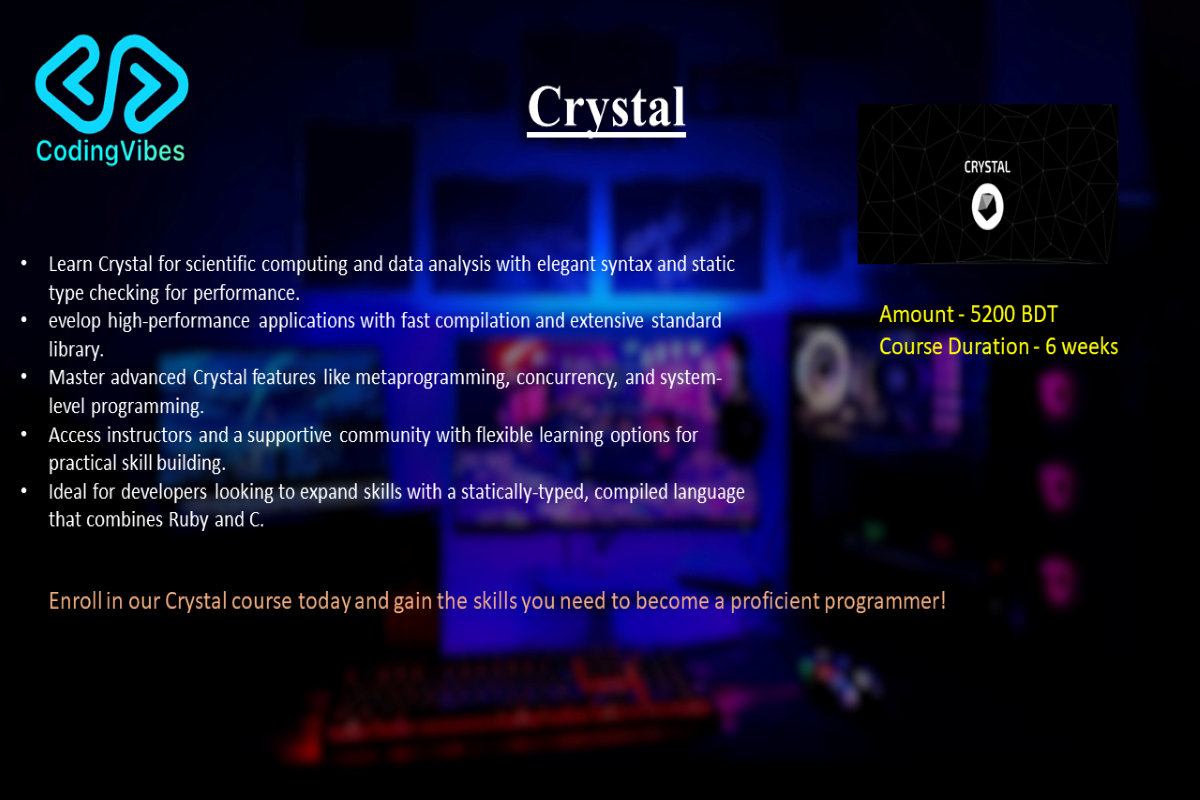 CodingVibes
Crystal
CRYSTAL
• Learn Crystal for scientific computing and data analysis with elegant syntax and static
type checking for performance.
• evelop high-performance applications with fast compilation and extensive standard
library.
• Master advanced Crystal features like metaprogramming, concurrency, and system-
level programming.
• Access instructors and a supportive community with flexible learning options for
practical skill building.
• Ideal for developers looking to expand skills with a statically-typed, compiled language
that combines Ruby and C.
Amount - 5200 BDT
Course Duration - 6 weeks
Enroll in our Crystal course today and gain the skills you need to become a proficient programmer!